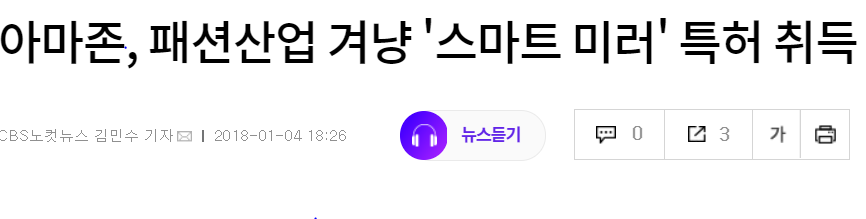 아마존, 패션산업 겨냥 '스마트 미러' 특허 취득
CBS노컷뉴스 김민수 기자 2018-01-04 18:26 뉴스듣기 0 3 가